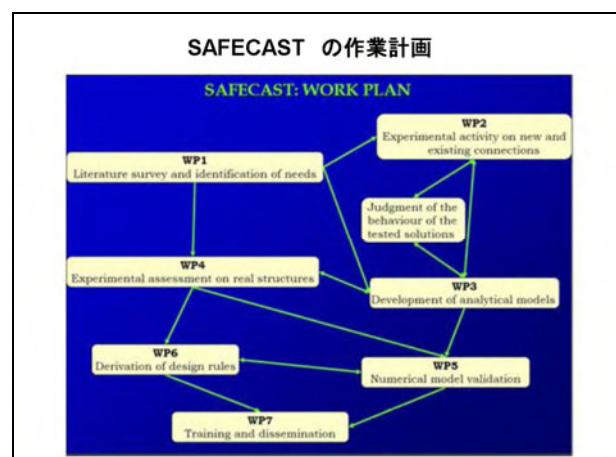 SAFECAST の作業計画
SAFECAST: WORK PLAN
WP2
Experimental activity on new and
existing connections
WP1
Literature survey and identification of needs
Judgment of the
behaviour of the
tested solutions
WP4
Experimental assessment on real structures
WP3
Development of analytical models
WP6
Derivation of design rules
WP5
Numerical model validation
WP7
Training and dissemination